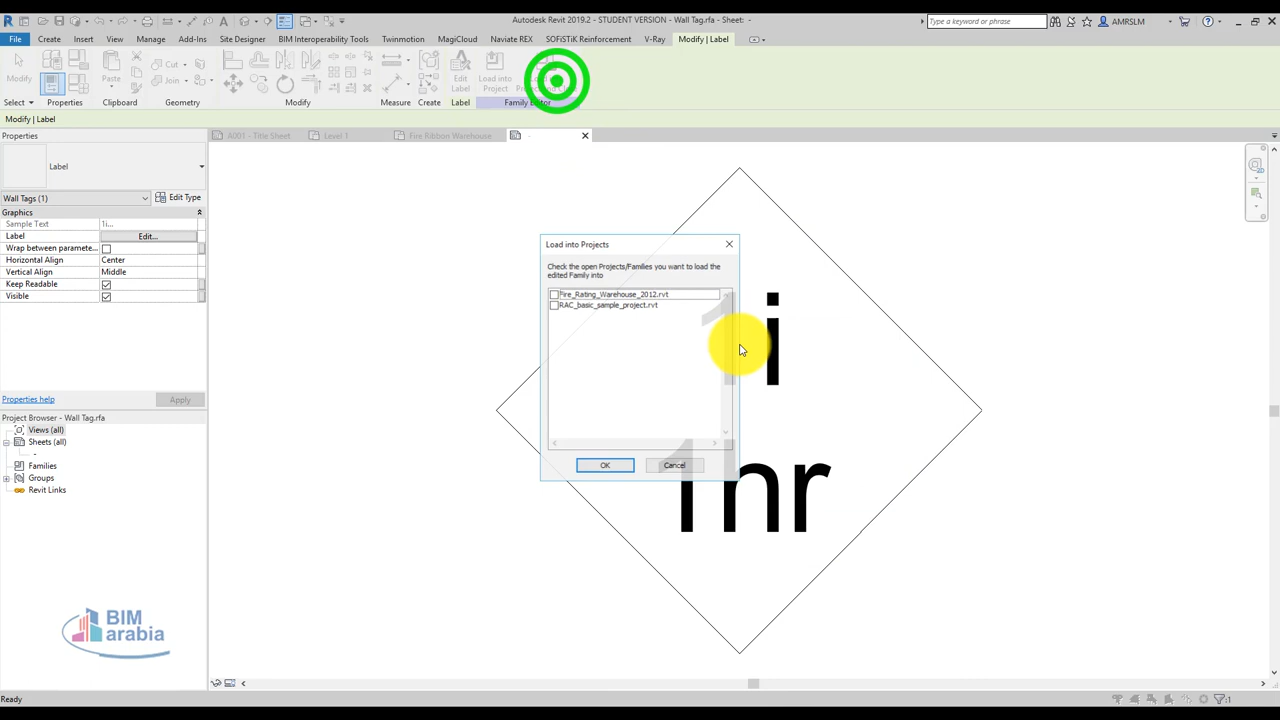 Autodesk Revit 2019.2 - STUDENT VERSION - Wall Tag.rfa - Sheet: -
Type a keyword or phrase
AMRSLM
File Create Insert View Manage Add-Ins Site Designer BIM Interoperability Tools Twinmotion MagiCloud Naviate REX SOFiSTiK Reinforcement V-Ray Modify | Label
Modify
Paste
Cut
Join
Edit Label
Load into Project
Select Properties Clipboard Geometry Modify Measure Create Label Family Editor
Modify | Label
Properties
A001 - Title Sheet
Level 1
Fire Ribbon Warehouse
-
Label
Wall Tags (1)
Edit Type
Graphics
Sample Text 1i...
Label Edit...
Wrap between paramete...
Horizontal Align Center
Vertical Align Middle
Keep Readable
Visible
Properties help
Apply
Project Browser - Wall Tag.rfa
Views (all)
Sheets (all)
-
Families
Groups
Revit Links
Load into Projects
Check the open Projects/Families you want to load the
edited Family into
Fire_Rating_Warehouse_2012.rvt
RAC_basic_sample_project.rvt
OK
Cancel
1i
1hr
BIM
arabia
Ready
:1